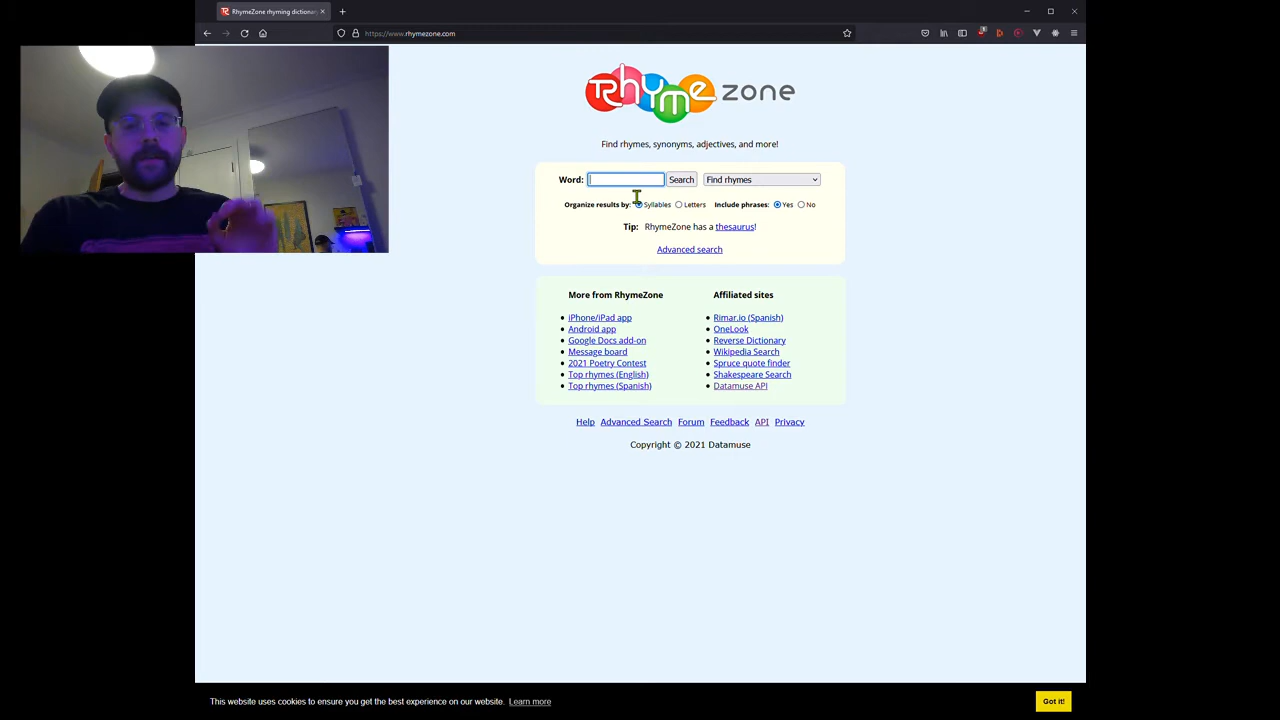 RhymeZone rhyming dictionary
https://www.rhymezone.com
Rhyme zone
Find rhymes, synonyms, adjectives, and more!
Word: Search Find rhymes
Organize results by: Syllables Letters Include phrases: Yes No
Tip: RhymeZone has a thesaurus!
Advanced search
More from RhymeZone
iPhone/iPad app
Android app
Google Docs add-on
Message board
2021 Poetry Contest
Top rhymes (English)
Top rhymes (Spanish)
Affiliated sites
Rimar.io (Spanish)
OneLook
Reverse Dictionary
Wikipedia Search
Spruce quote finder
Shakespeare Search
Datamuse API
Help Advanced Search Forum Feedback API Privacy
Copyright © 2021 Datamuse
This website uses cookies to ensure you get the best experience on our website. Learn more
Got it!